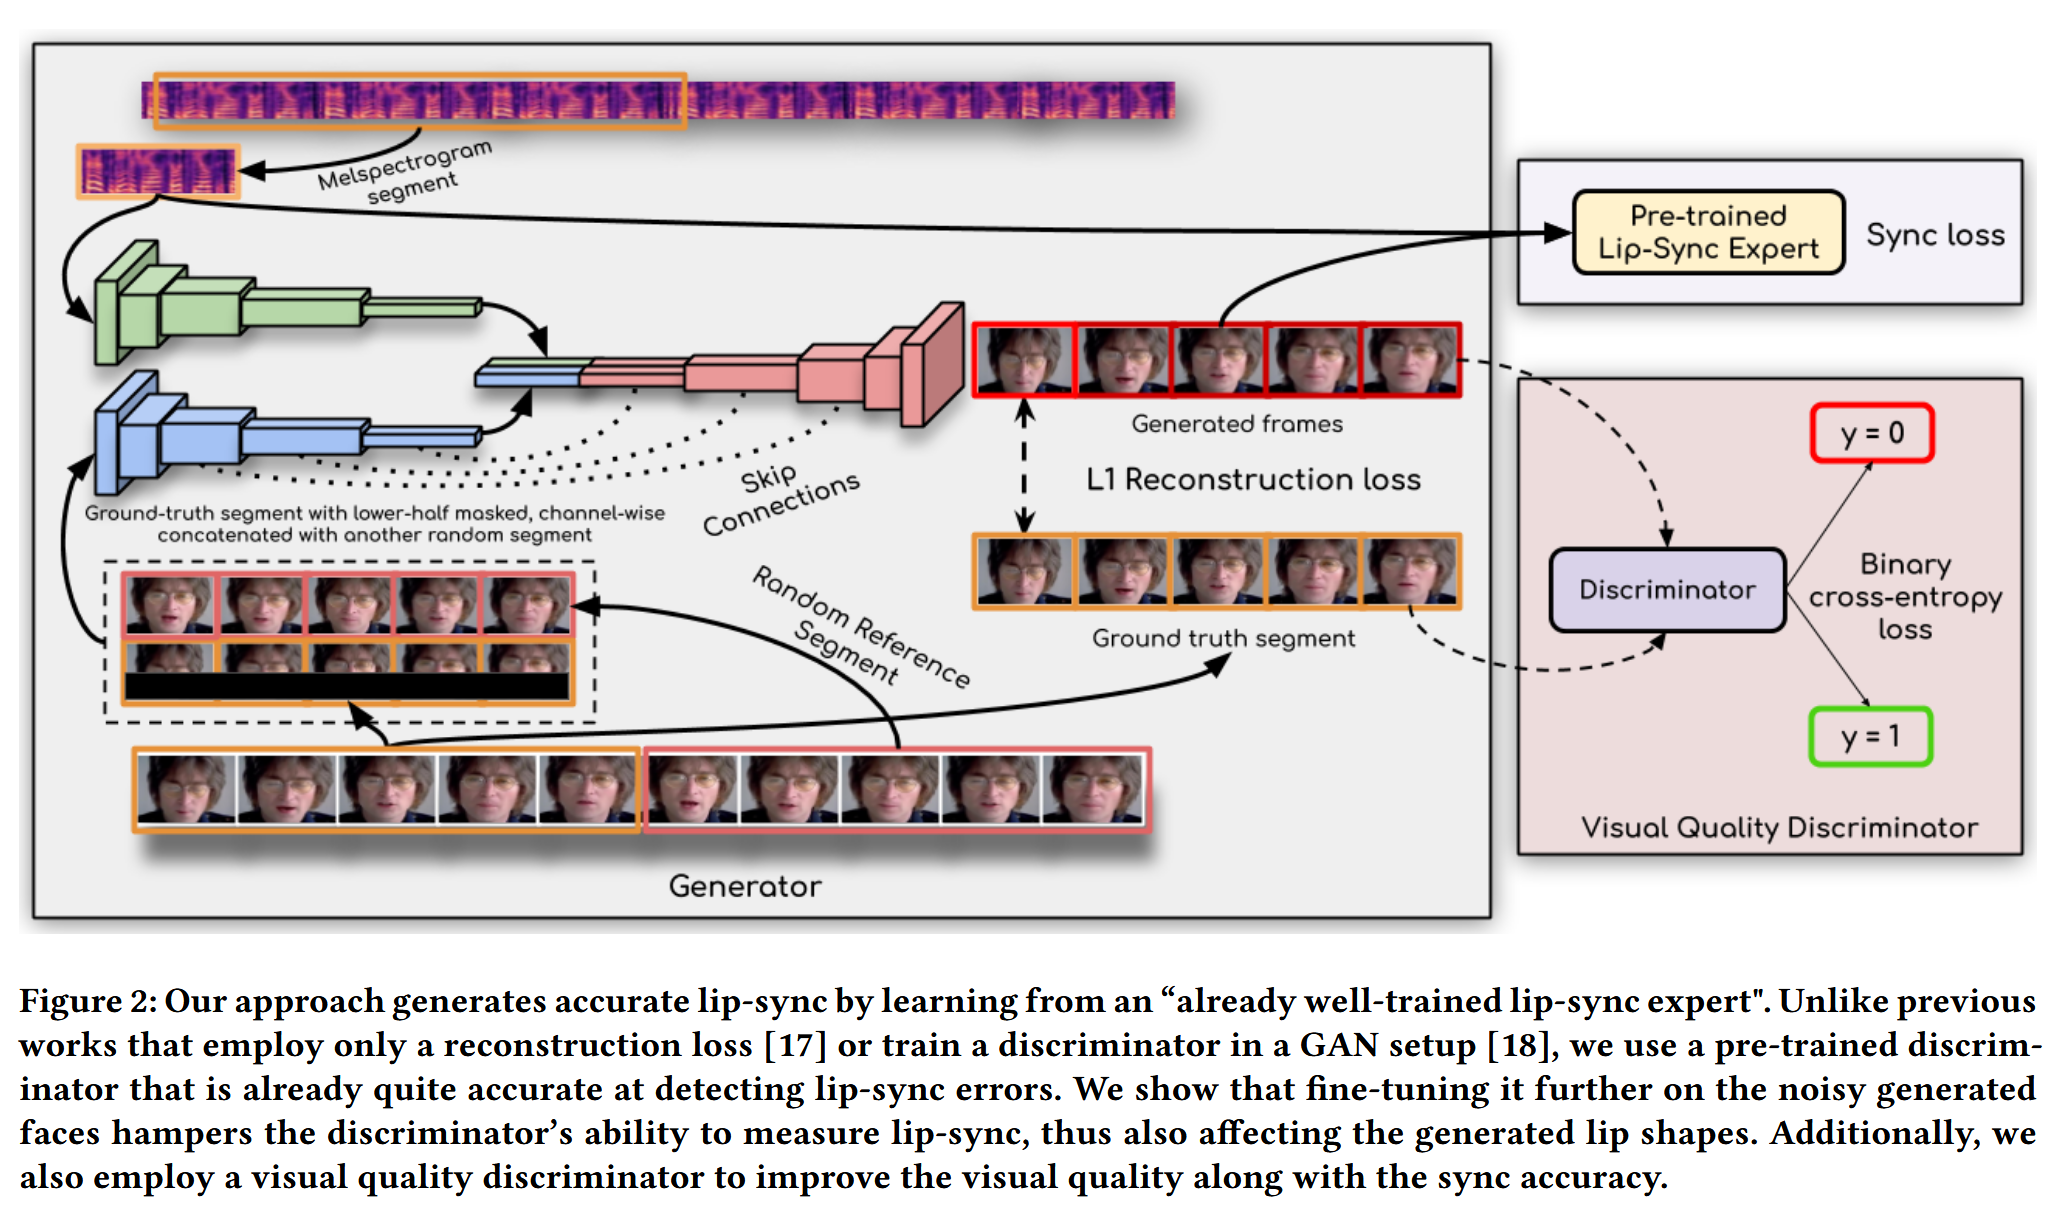 Melspectrogram
segment
Pre-trained
Lip-Sync Expert
Sync loss
Generated frames
L1 Reconstruction loss
Skip
Connections
Ground-truth segment with lower-half masked, channel-wise
concatenated with another random segment
Random Reference
Segment
Ground truth segment
y = 0
Discriminator
Binary
cross-entropy
loss
y = 1
Visual Quality Discriminator
Generator
Figure 2: Our approach generates accurate lip-sync by learning from an “already well-trained lip-sync expert". Unlike previous
works that employ only a reconstruction loss [17] or train a discriminator in a GAN setup [18], we use a pre-trained discrim-
inator that is already quite accurate at detecting lip-sync errors. We show that fine-tuning it further on the noisy generated
faces hampers the discriminator’s ability to measure lip-sync, thus also affecting the generated lip shapes. Additionally, we
also employ a visual quality discriminator to improve the visual quality along with the sync accuracy.